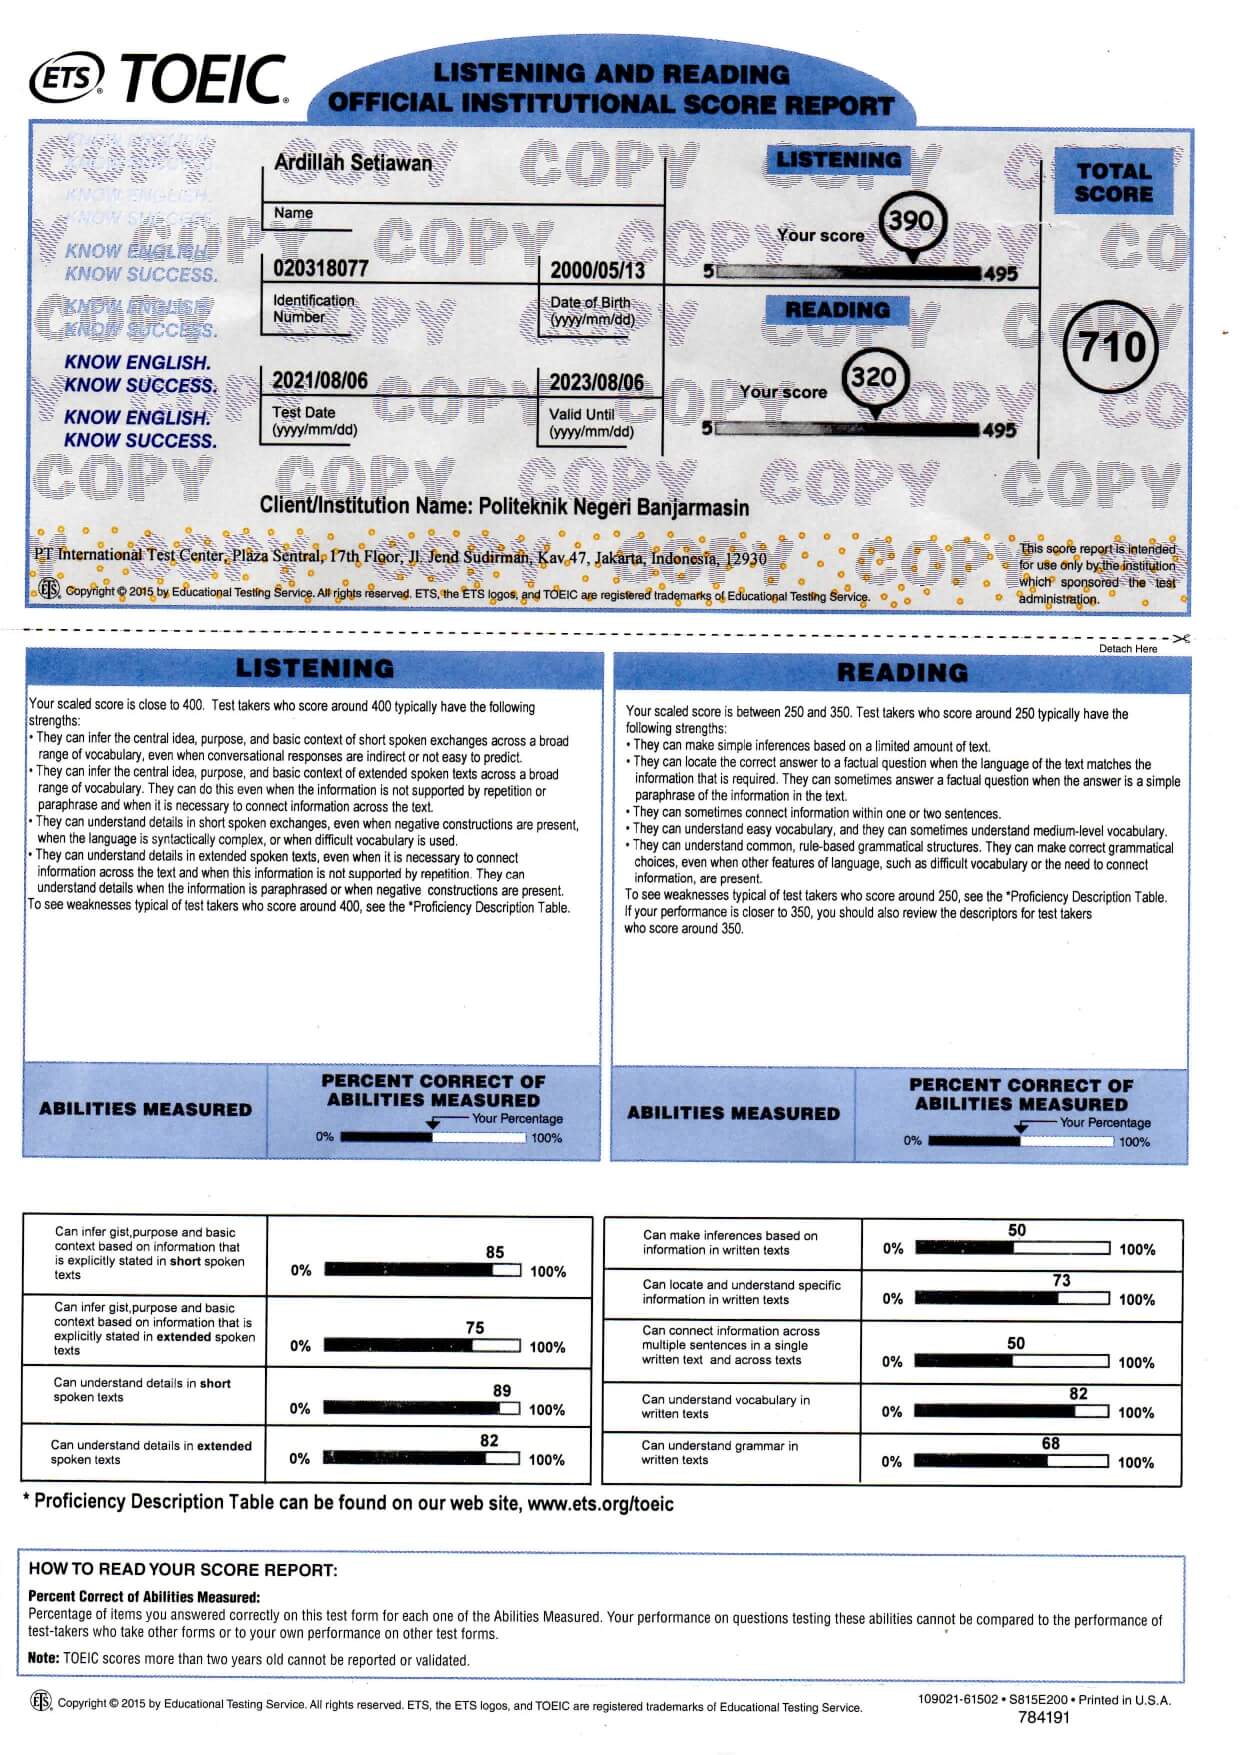 ETS® TOEIC®
LISTENING AND READING
OFFICIAL INSTITUTIONAL SCORE REPORT
KNOW ENGLISH.
KNOW SUCCESS.
KNOW ENGLISH.
KNOW SUCCESS.
KNOW ENGLISH.
KNOW SUCCESS.
KNOW ENGLISH.
KNOW SUCCESS.
Ardillah Setiawan
Name
020318077
Identification
Number
2000/05/13
Date of Birth
(yyyy/mm/dd)
2021/08/06
Test Date
(yyyy/mm/dd)
2023/08/06
Valid Until
(yyyy/mm/dd)
LISTENING
Your score 390
5 495
READING
Your score 320
5 495
TOTAL
SCORE
710
COPY
Client/Institution Name: Politeknik Negeri Banjarmasin
PT International Test Center, Plaza Sentral, 17th Floor, Jl. Jend Sudirman, Kav.47, Jakarta, Indonesia, 12930
ETS® Copyright © 2015 by Educational Testing Service. All rights reserved. ETS, the ETS logos, and TOEIC are registered trademarks of Educational Testing Service.
This score report is intended
for use only by the institution
which sponsored the test
administration.
Detach Here
LISTENING
Your scaled score is close to 400. Test takers who score around 400 typically have the following
strengths:
• They can infer the central idea, purpose, and basic context of short spoken exchanges across a broad
range of vocabulary, even when conversational responses are indirect or not easy to predict.
• They can infer the central idea, purpose, and basic context of extended spoken texts across a broad
range of vocabulary. They can do this even when the information is not supported by repetition or
paraphrase and when it is necessary to connect information across the text.
• They can understand details in short spoken exchanges, even when negative constructions are present,
when the language is syntactically complex, or when difficult vocabulary is used.
• They can understand details in extended spoken texts, even when it is necessary to connect
information across the text and when this information is not supported by repetition. They can
understand details when the information is paraphrased or when negative constructions are present.
To see weaknesses typical of test takers who score around 400, see the *Proficiency Description Table.
READING
Your scaled score is between 250 and 350. Test takers who score around 250 typically have the
following strengths:
• They can make simple inferences based on a limited amount of text.
• They can locate the correct answer to a factual question when the language of the text matches the
information that is required. They can sometimes answer a factual question when the answer is a simple
paraphrase of the information in the text.
• They can sometimes connect information within one or two sentences.
• They can understand easy vocabulary, and they can sometimes understand medium-level vocabulary.
• They can understand common, rule-based grammatical structures. They can make correct grammatical
choices, even when other features of language, such as difficult vocabulary or the need to connect
information, are present.
To see weaknesses typical of test takers who score around 250, see the *Proficiency Description Table.
If your performance is closer to 350, you should also review the descriptors for test takers
who score around 350.
ABILITIES MEASURED
PERCENT CORRECT OF
ABILITIES MEASURED
Your Percentage
0% 100%
ABILITIES MEASURED
PERCENT CORRECT OF
ABILITIES MEASURED
Your Percentage
0% 100%
Can infer gist,purpose and basic
context based on information that
is explicitly stated in short spoken
texts
85
0% 100%
Can infer gist,purpose and basic
context based on information that is
explicitly stated in extended spoken
texts
75
0% 100%
Can understand details in short
spoken texts
89
0% 100%
Can understand details in extended
spoken texts
82
0% 100%
Can make inferences based on
information in written texts
50
0% 100%
Can locate and understand specific
information in written texts
73
0% 100%
Can connect information across
multiple sentences in a single
written text and across texts
50
0% 100%
Can understand vocabulary in
written texts
82
0% 100%
Can understand grammar in
written texts
68
0% 100%
* Proficiency Description Table can be found on our web site, www.ets.org/toeic
HOW TO READ YOUR SCORE REPORT:
Percent Correct of Abilities Measured:
Percentage of items you answered correctly on this test form for each one of the Abilities Measured. Your performance on questions testing these abilities cannot be compared to the performance of
test-takers who take other forms or to your own performance on other test forms.
Note: TOEIC scores more than two years old cannot be reported or validated.
ETS® Copyright © 2015 by Educational Testing Service. All rights reserved. ETS, the ETS logos, and TOEIC are registered trademarks of Educational Testing Service.
109021-61502 • S815E200 • Printed in U.S.A.
784191